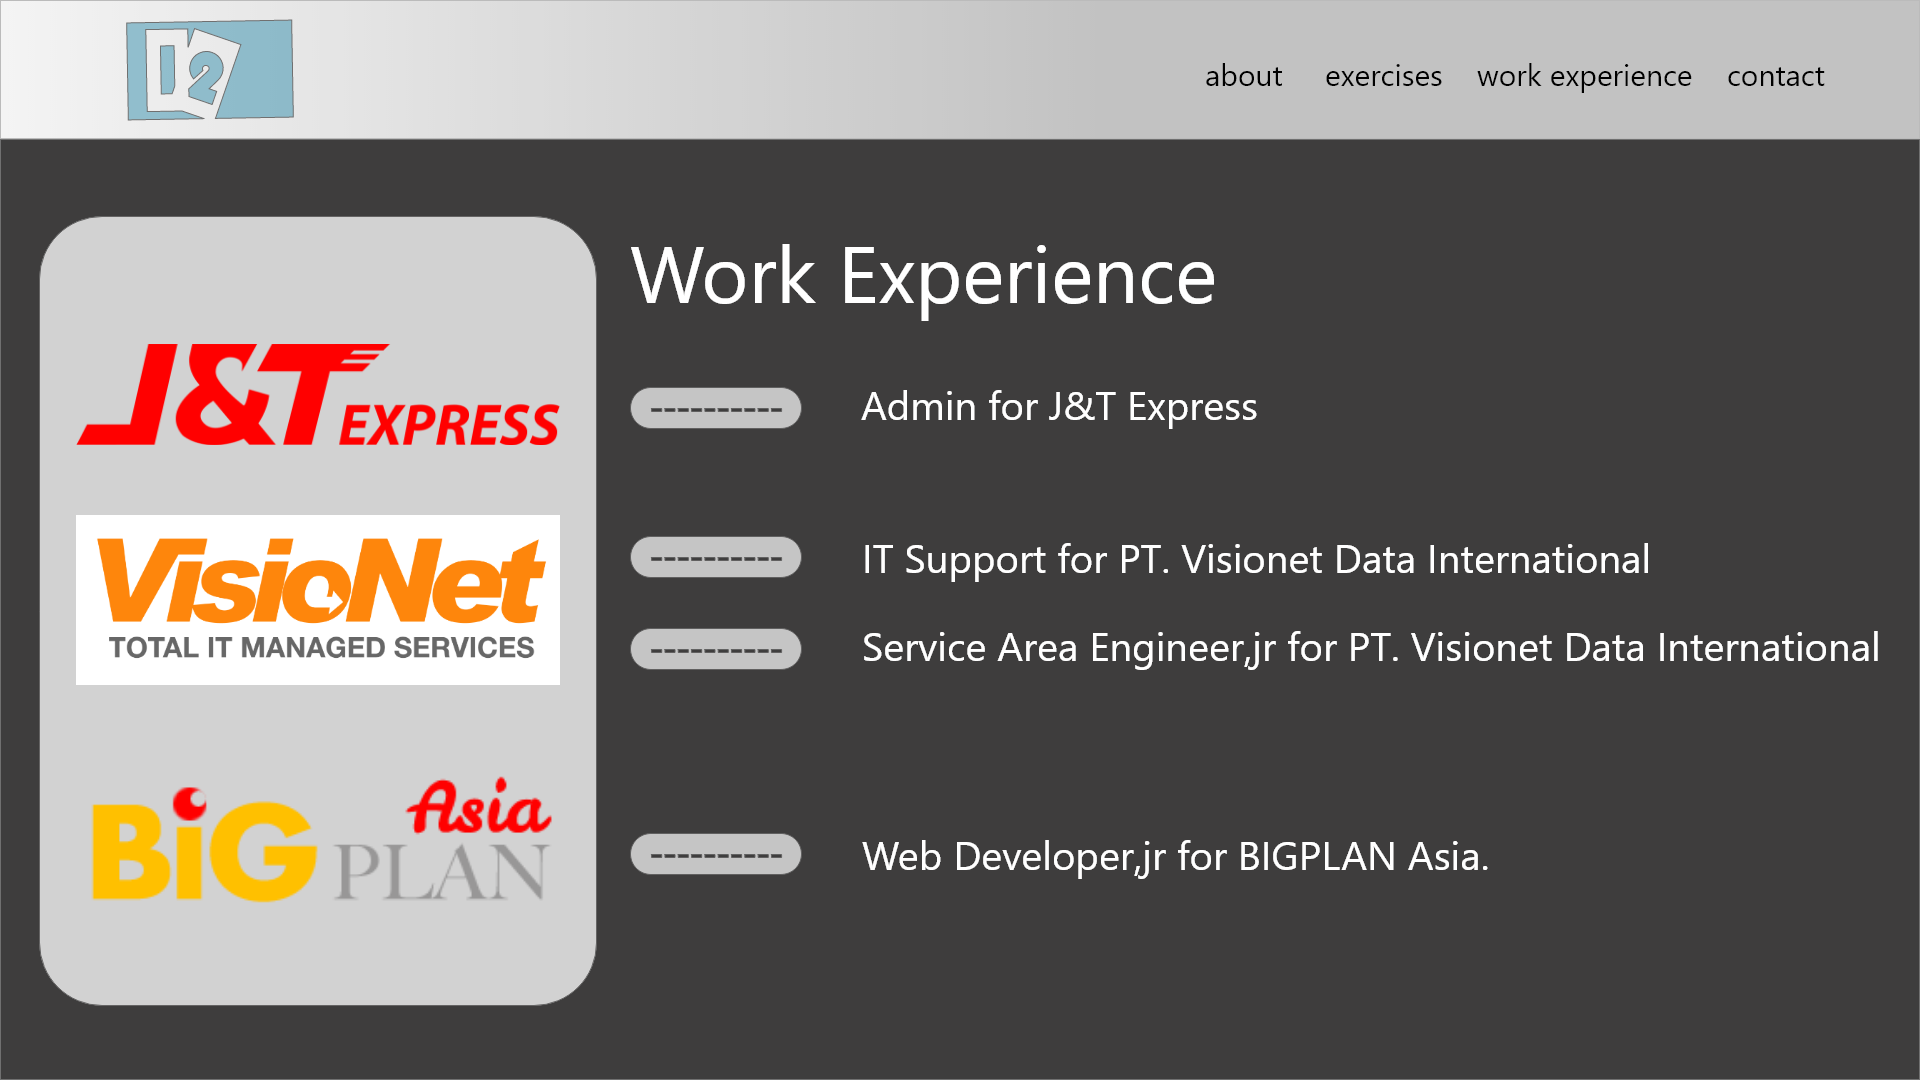 D2
about exercises work experience contact
Work Experience
J&T EXPRESS
---------- Admin for J&T Express
VisioNet
TOTAL IT MANAGED SERVICES
---------- IT Support for PT. Visionet Data International
---------- Service Area Engineer,jr for PT. Visionet Data International
BiG Asia
PLAN
---------- Web Developer,jr for BIGPLAN Asia.